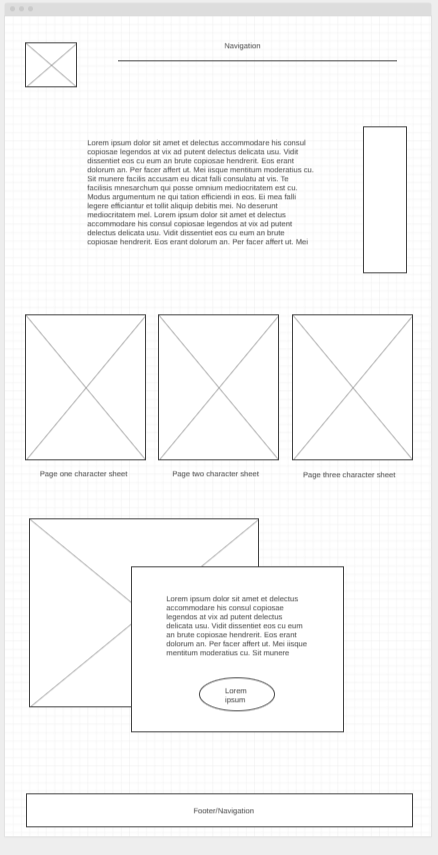 Navigation
Lorem ipsum dolor sit amet et delectus accommodare his consul
copiosae legendos at vix ad putent delectus delicata usu. Vidit
dissentiet eos cu eum an brute copiosae hendrerit. Eos erant
dolorum an. Per facer affert ut. Mei iisque mentitum moderatius cu.
Sit munere facilis accusam eu dicat falli consulatu at vis. Te
facilisis mnesarchum qui posse omnium mediocritatem est cu.
Modus argumentum ne qui tation efficiendi in eos. Ei mea falli
legere efficiantur et tollit aliquip debitis mei. No deserunt
mediocritatem mel. Lorem ipsum dolor sit amet et delectus
accommodare his consul copiosae legendos at vix ad putent
delectus delicata usu. Vidit dissentiet eos cu eum an brute
copiosae hendrerit. Eos erant dolorum an. Per facer affert ut. Mei
Page one character sheet
Page two character sheet
Page three character sheet
Lorem ipsum dolor sit amet et delectus
accommodare his consul copiosae
legendos at vix ad putent delectus
delicata usu. Vidit dissentiet eos cu eum
an brute copiosae hendrerit. Eos erant
dolorum an. Per facer affert ut. Mei iisque
mentitum moderatius cu. Sit munere
Lorem
ipsum
Footer/Navigation